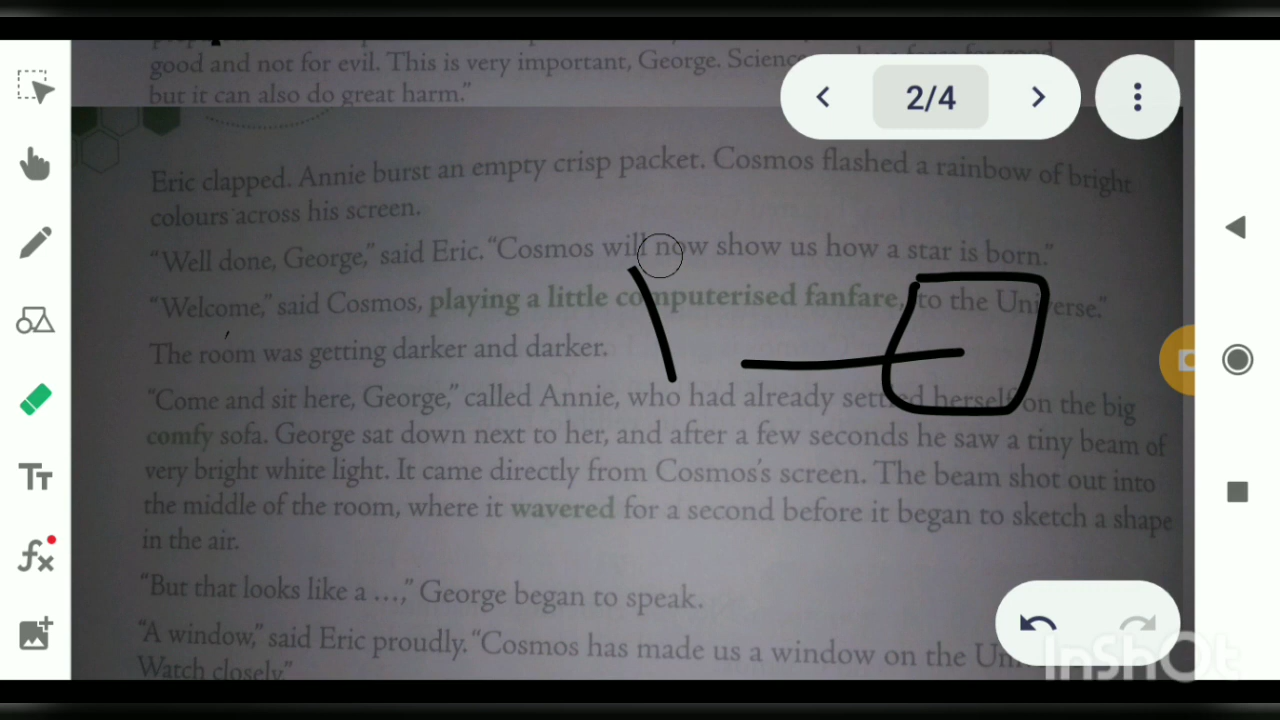 good and not for evil. This is very important, George.
2/4
but it can also do great harm.”
Eric clapped. Annie burst an empty crisp packet. Cosmos flashed a rainbow of bright
colours across his screen.
“Well done, George,” said Eric. “Cosmos will now show us how a star is born.”
“Welcome,” said Cosmos, playing a little computerised fanfare, “to the Universe.”
The room was getting darker and darker.
“Come and sit here, George,” called Annie, who had already settled herself on the big
comfy sofa. George sat down next to her, and after a few seconds he saw a tiny beam of
very bright white light. It came directly from Cosmos’s screen. The beam shot out into
the middle of the room, where it wavered for a second before it began to sketch a shape
in the air.
“But that looks like a ...,” George began to speak.
“A window,” said Eric proudly. “Cosmos has made us a window on the
Watch closely.”
Tт
fx
InShOt